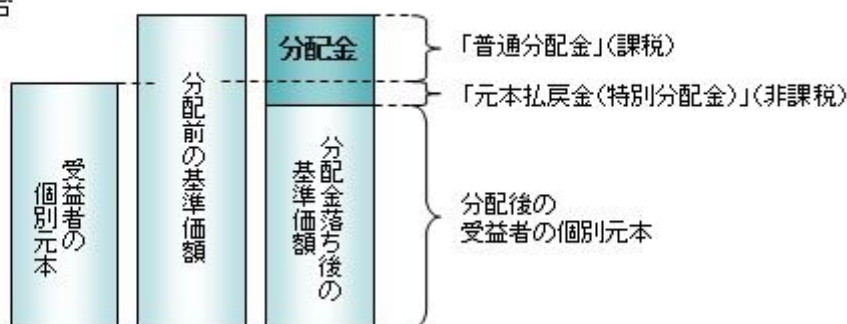 分配金
「普通分配金」(課税)
「元本払戻金(特別分配金)」(非課税)
受益者の
個別元本
分配前の基準価額
分配金落ち後の
基準価額
分配後の
受益者の個別元本